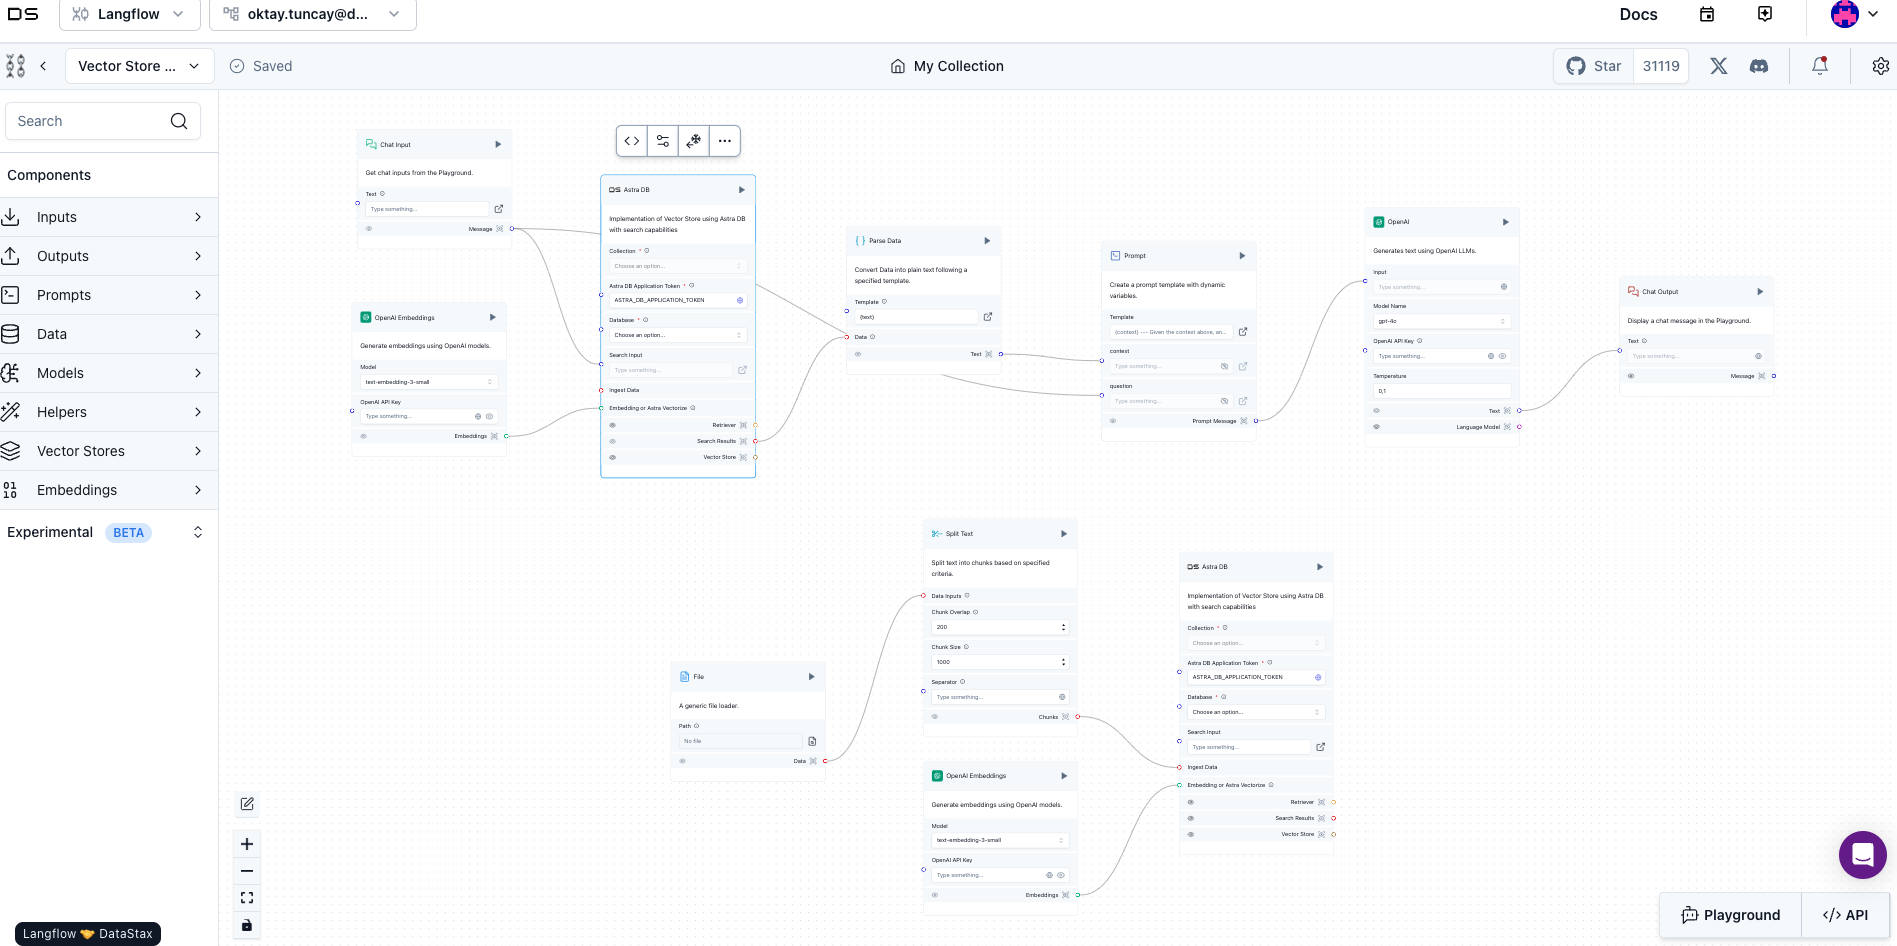 DS
Langflow
oktay.tuncay@d...
Docs
Vector Store ...
Saved
My Collection
Star
31119
Search
Components
Inputs
Outputs
Prompts
Data
Models
Helpers
Vector Stores
Embeddings
Experimental
BETA
Chat Input
Get chat inputs from the Playground.
Text
Type something...
Message
OpenAI Embeddings
Generate embeddings using OpenAI models.
Model
text-embedding-3-small
OpenAI API Key
Type something...
Embeddings
DS Astra DB
Implementation of Vector Store using Astra DB
with search capabilities
Collection *
Choose an option...
Astra DB Application Token *
ASTRA_DB_APPLICATION_TOKEN
Database *
Choose an option...
Search Input
Type something...
Ingest Data
Embedding or Astra Vectorize
Retriever
Search Results
Vector Store
Parse Data
Convert Data into plain text following a
specified template.
Template
{text}
Data
Text
Prompt
Create a prompt template with dynamic
variables.
Template
{context} --- Given the context above, an...
context
Type something...
question
Type something...
Prompt Message
OpenAI
Generates text using OpenAI LLMs.
Input
Type something...
Model Name
gpt-4o
OpenAI API Key
Type something...
Temperature
0,1
Text
Language Model
Chat Output
Display a chat message in the Playground.
Text
Type something...
Message
File
A generic file loader.
Path
No file
Data
Split Text
Split text into chunks based on specified
criteria.
Data Inputs
Chunk Overlap
200
Chunk Size
1000
Separator
Type something...
Chunks
OpenAI Embeddings
Generate embeddings using OpenAI models.
Model
text-embedding-3-small
OpenAI API Key
Type something...
Embeddings
DS Astra DB
Implementation of Vector Store using Astra DB
with search capabilities
Collection *
Choose an option...
Astra DB Application Token *
ASTRA_DB_APPLICATION_TOKEN
Database *
Choose an option...
Search Input
Type something...
Ingest Data
Embedding or Astra Vectorize
Retriever
Search Results
Vector Store
Langflow 🤝 DataStax
Playground
API